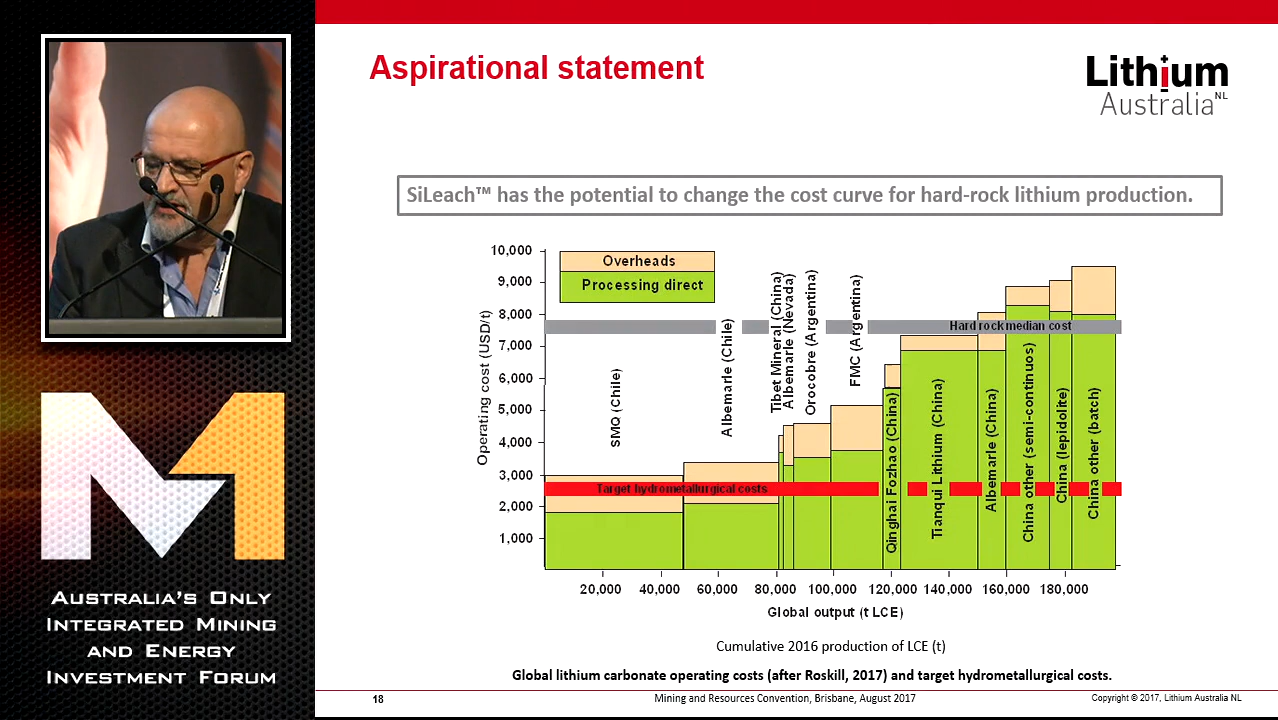 Aspirational statement
Lithium
Australia NL
SiLeach™ has the potential to change the cost curve for hard-rock lithium production.
Operating cost (USD/t)
10,000
9,000
8,000
7,000
6,000
5,000
4,000
3,000
2,000
1,000
Overheads
Processing direct
Hard rock median cost
Target hydrometallurgical costs
SMQ (Chile)
Albemarle (Chile)
Tibet Mineral (China)
Albemarle (Nevada)
Orocobre (Argentina)
FMC (Argentina)
Qinghai Fozhao (China)
Tianqui Lithium (China)
Albemarle (China)
China other (semi-continuos)
China (lepidolite)
China other (batch)
20,000 40,000 60,000 80,000 100,000 120,000 140,000 160,000 180,000
Global output (t LCE)
Cumulative 2016 production of LCE (t)
Global lithium carbonate operating costs (after Roskill, 2017) and target hydrometallurgical costs.
18
Mining and Resources Convention, Brisbane, August 2017
Copyright © 2017, Lithium Australia NL
M
Australia's Only
Integrated Mining
and Energy
Investment Forum